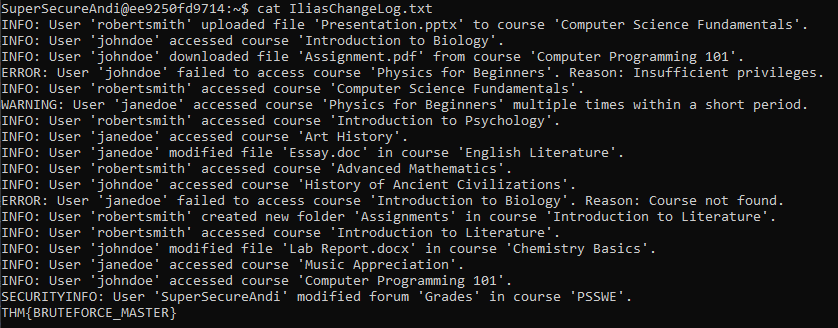 SuperSecureAndi@ee9250fd9714:~$ cat IliasChangeLog.txt
INFO: User 'robertsmith' uploaded file 'Presentation.pptx' to course 'Computer Science Fundamentals'.
INFO: User 'johndoe' accessed course 'Introduction to Biology'.
INFO: User 'johndoe' downloaded file 'Assignment.pdf' from course 'Computer Programming 101'.
ERROR: User 'johndoe' failed to access course 'Physics for Beginners'. Reason: Insufficient privileges.
INFO: User 'robertsmith' accessed course 'Computer Science Fundamentals'.
WARNING: User 'janedoe' accessed course 'Physics for Beginners' multiple times within a short period.
INFO: User 'robertsmith' accessed course 'Introduction to Psychology'.
INFO: User 'janedoe' accessed course 'Art History'.
INFO: User 'janedoe' modified file 'Essay.doc' in course 'English Literature'.
INFO: User 'robertsmith' accessed course 'Advanced Mathematics'.
INFO: User 'johndoe' accessed course 'History of Ancient Civilizations'.
ERROR: User 'janedoe' failed to access course 'Introduction to Biology'. Reason: Course not found.
INFO: User 'robertsmith' created new folder 'Assignments' in course 'Introduction to Literature'.
INFO: User 'robertsmith' accessed course 'Introduction to Literature'.
INFO: User 'johndoe' modified file 'Lab Report.docx' in course 'Chemistry Basics'.
INFO: User 'janedoe' accessed course 'Music Appreciation'.
INFO: User 'johndoe' accessed course 'Computer Programming 101'.
SECURITYINFO: User 'SuperSecureAndi' modified forum 'Grades' in course 'PSSWE'.
THM{BRUTEFORCE_MASTER}